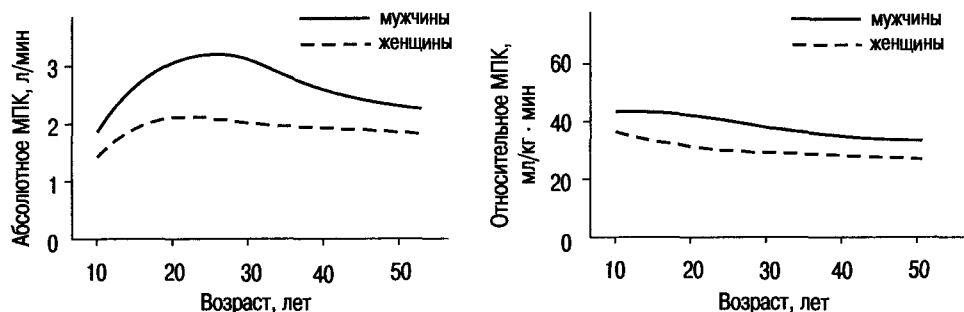 Абсолютное МПК, л/мин
3
2
1
0
10 20 30 40 50
Возраст, лет
мужчины
женщины
Относительное МПК,
мл/кг · мин
60
40
20
0
10 20 30 40 50
Возраст, лет
мужчины
женщины